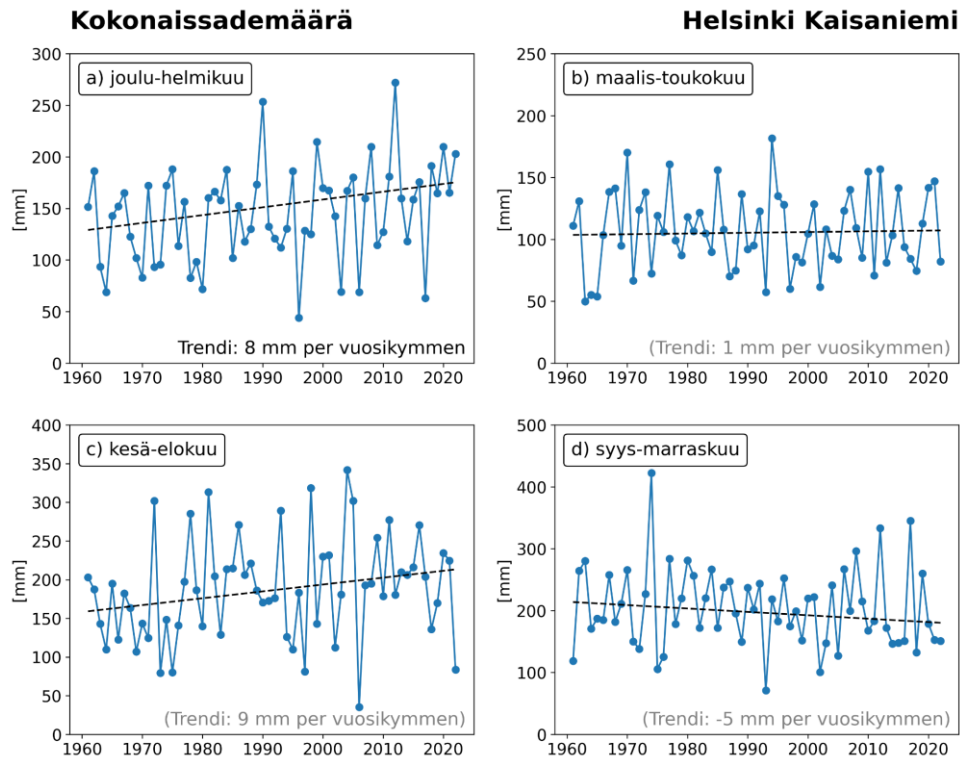 Kokonaissademäärä
Helsinki Kaisaniemi
a) joulu-helmikuu
[mm]
300
250
200
150
100
50
0
Trendi: 8 mm per vuosikymmen
1960 1970 1980 1990 2000 2010 2020
b) maalis-toukokuu
[mm]
250
200
150
100
50
0
(Trendi: 1 mm per vuosikymmen)
1960 1970 1980 1990 2000 2010 2020
c) kesä-elokuu
[mm]
400
350
300
250
200
150
100
50
0
(Trendi: 9 mm per vuosikymmen)
1960 1970 1980 1990 2000 2010 2020
d) syys-marraskuu
[mm]
500
400
300
200
100
0
(Trendi: -5 mm per vuosikymmen)
1960 1970 1980 1990 2000 2010 2020